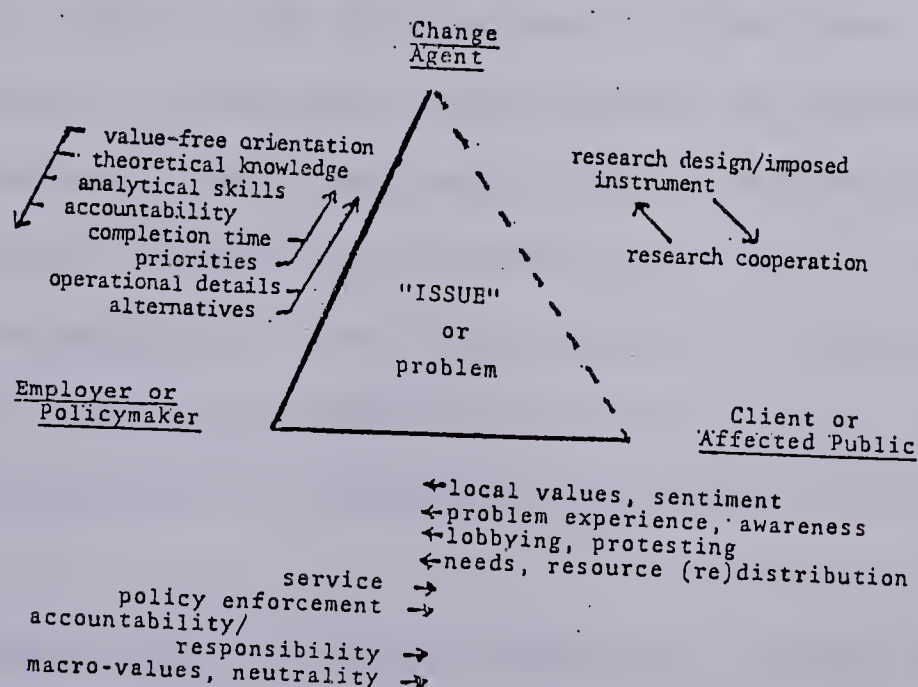 Change
Agent
value-free orientation
theoretical knowledge
analytical skills
accountability
completion time
priorities
operational details
alternatives
research design/imposed
instrument
research cooperation
"ISSUE"
or
problem
Employer or
Policymaker
Client or
Affected Public
local values, sentiment
problem experience, awareness
lobbying, protesting
needs, resource (re)distribution
service
policy enforcement
accountability/
responsibility
macro-values, neutrality